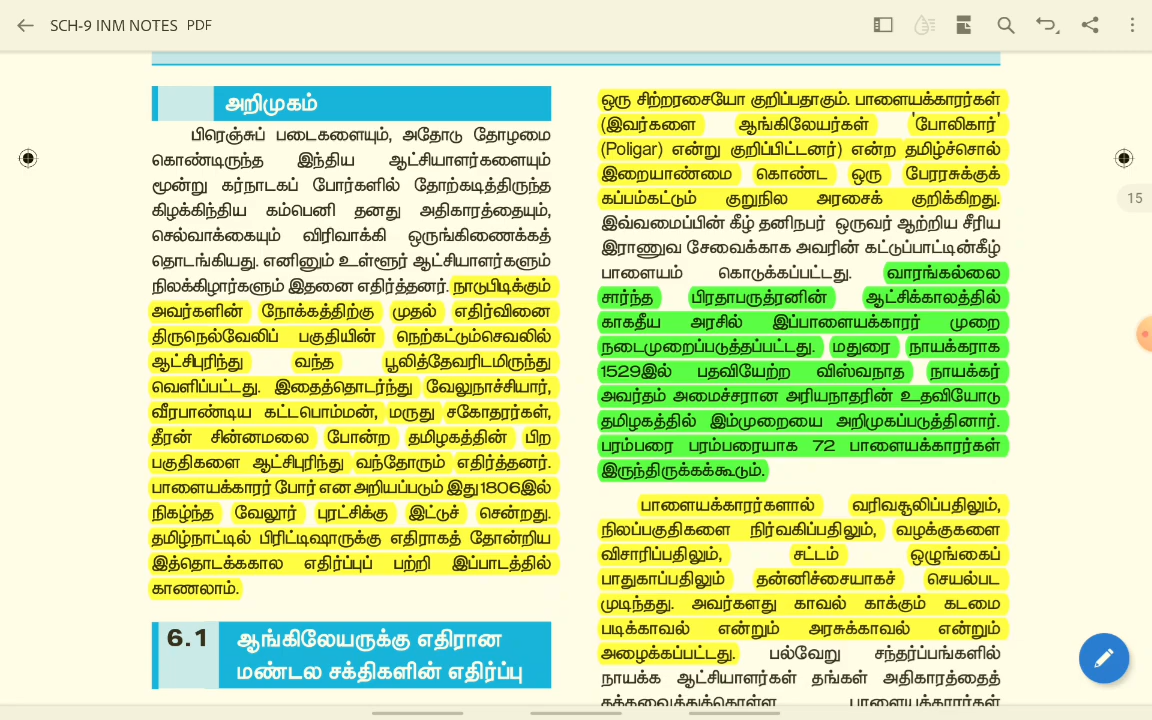 SCH-9 INM NOTES PDF
15
அறிமுகம்
பிரெஞ்சுப் படைகளையும், அதோடு தோழமை
கொண்டிருந்த இந்திய ஆட்சியாளர்களையும்
மூன்று கர்நாடகப் போர்களில் தோற்கடித்திருந்த
கிழக்கிந்திய கம்பெனி தனது அதிகாரத்தையும்,
செல்வாக்கையும் விரிவாக்கி ஒருங்கிணைக்கத்
தொடங்கியது. எனினும் உள்ளூர் ஆட்சியாளர்களும்
நிலக்கிழார்களும் இதனை எதிர்த்தனர். நாடுபிடிக்கும்
அவர்களின் நோக்கத்திற்கு முதல் எதிர்வினை
திருநெல்வேலிப் பகுதியின் நெற்கட்டும்செவலில்
ஆட்சிபுரிந்து வந்த பூலித்தேவரிடமிருந்து
வெளிப்பட்டது. இதைத்தொடர்ந்து வேலுநாச்சியார்,
வீரபாண்டிய கட்டபொம்மன், மருது சகோதரர்கள்,
தீரன் சின்னமலை போன்ற தமிழகத்தின் பிற
பகுதிகளை ஆட்சிபுரிந்து வந்தோரும் எதிர்த்தனர்.
பாளையக்காரர் போர் என அறியப்படும் இது 1806இல்
நிகழ்ந்த வேலூர் புரட்சிக்கு இட்டுச் சென்றது.
தமிழ்நாட்டில் பிரிட்டிஷாருக்கு எதிராகத் தோன்றிய
இத்தொடக்ககால எதிர்ப்புப் பற்றி இப்பாடத்தில்
காணலாம்.
6.1 ஆங்கிலேயருக்கு எதிரான
மண்டல சக்திகளின் எதிர்ப்பு
ஒரு சிற்றரசையோ குறிப்பதாகும். பாளையக்காரர்கள்
(இவர்களை ஆங்கிலேயர்கள் 'போலிகார்'
(Poligar) என்று குறிப்பிட்டனர்) என்ற தமிழ்ச்சொல்
இறையாண்மை கொண்ட ஒரு பேரரசுக்குக்
கப்பம்கட்டும் குறுநில அரசைக் குறிக்கிறது.
இவ்வமைப்பின் கீழ் தனிநபர் ஒருவர் ஆற்றிய சீரிய
இராணுவ சேவைக்காக அவரின் கட்டுப்பாட்டின்கீழ்
பாளையம் கொடுக்கப்பட்டது. வாரங்கல்லை
சார்ந்த பிரதாபருத்ரனின் ஆட்சிக்காலத்தில்
காகதீய அரசில் இப்பாளையக்காரர் முறை
நடைமுறைப்படுத்தப்பட்டது. மதுரை நாயக்கராக
1529இல் பதவியேற்ற விஸ்வநாத நாயக்கர்
அவர்தம் அமைச்சரான அரியநாதரின் உதவியோடு
தமிழகத்தில் இம்முறையை அறிமுகப்படுத்தினார்.
பரம்பரை பரம்பரையாக 72 பாளையக்காரர்கள்
இருந்திருக்கக்கூடும்.
பாளையக்காரர்களால் வரிவசூலிப்பதிலும்,
நிலப்பகுதிகளை நிர்வகிப்பதிலும், வழக்குகளை
விசாரிப்பதிலும், சட்டம் ஒழுங்கைப்
பாதுகாப்பதிலும் தன்னிச்சையாகச் செயல்பட
முடிந்தது. அவர்களது காவல் காக்கும் கடமை
படிக்காவல் என்றும் அரசுக்காவல் என்றும்
அழைக்கப்பட்டது. பல்வேறு சந்தர்ப்பங்களில்
நாயக்க ஆட்சியாளர்கள் தங்கள் அதிகாரத்தைத்
தக்கவைத்துக்கொள்ள பாளையக்காரர்கள்